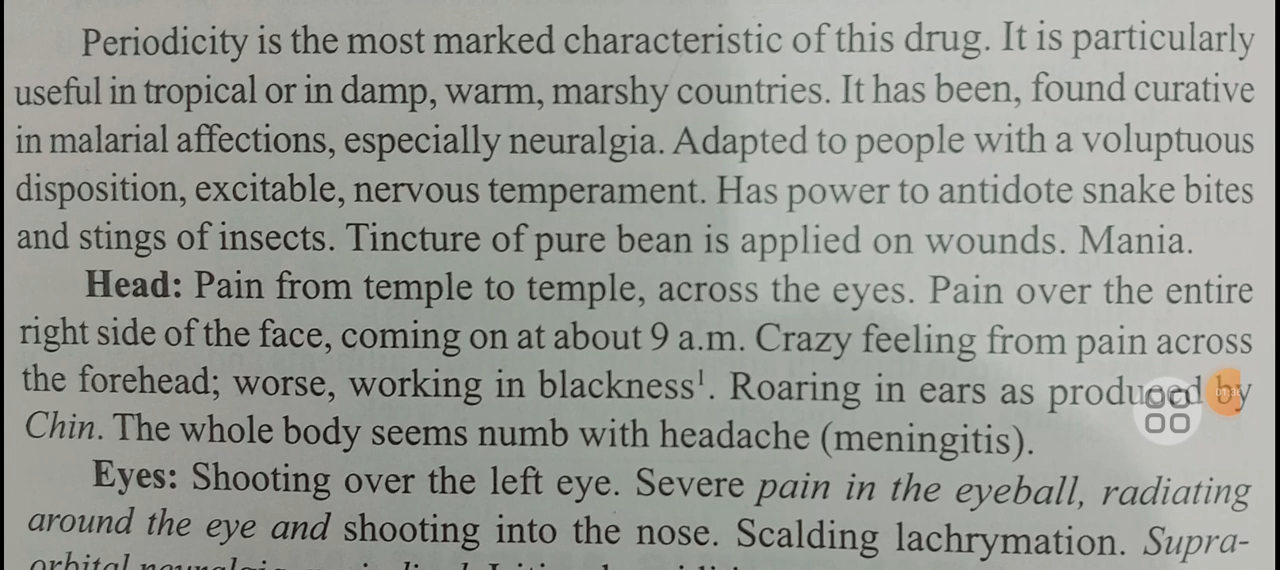 Periodicity is the most marked characteristic of this drug. It is particularly
useful in tropical or in damp, warm, marshy countries. It has been, found curative
in malarial affections, especially neuralgia. Adapted to people with a voluptuous
disposition, excitable, nervous temperament. Has power to antidote snake bites
and stings of insects. Tincture of pure bean is applied on wounds. Mania.
Head: Pain from temple to temple, across the eyes. Pain over the entire
right side of the face, coming on at about 9 a.m. Crazy feeling from pain across
the forehead; worse, working in blackness¹. Roaring in ears as produced by
Chin. The whole body seems numb with headache (meningitis).
Eyes: Shooting over the left eye. Severe pain in the eyeball, radiating
around the eye and shooting into the nose. Scalding lachrymation. Supra-